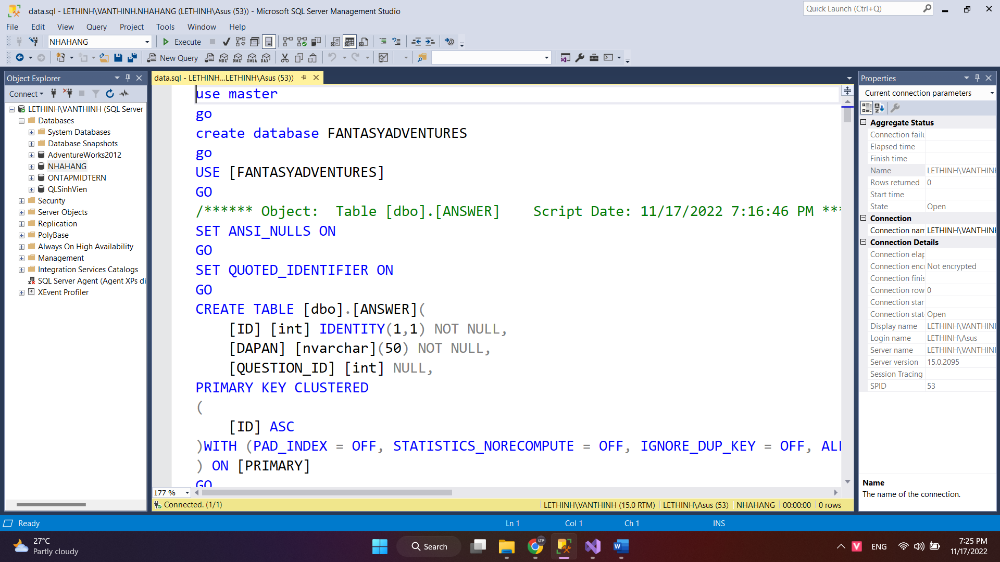 data.sql - LETHINH\VANTHINH.NHAHANG (LETHINH\Asus (53)) - Microsoft SQL Server Management Studio
Quick Launch (Ctrl+Q)
File Edit View Query Project Tools Window Help
NHAHANG
Execute
New Query
MDX DMX XMLA DAX
Object Explorer
Connect
LETHINH\VANTHINH (SQL Server
Databases
System Databases
Database Snapshots
AdventureWorks2012
NHAHANG
ONTAPMIDTERN
QLSinhVien
Security
Server Objects
Replication
PolyBase
Always On High Availability
Management
Integration Services Catalogs
SQL Server Agent (Agent XPs di
XEvent Profiler
data.sql - LETHINH...LETHINH\Asus (53))
use master
go
create database FANTASYADVENTURES
go
USE [FANTASYADVENTURES]
GO
/****** Object:  Table [dbo].[ANSWER]    Script Date: 11/17/2022 7:16:46 PM ***
SET ANSI_NULLS ON
GO
SET QUOTED_IDENTIFIER ON
GO
CREATE TABLE [dbo].[ANSWER](
[ID] [int] IDENTITY(1,1) NOT NULL,
[DAPAN] [nvarchar](50) NOT NULL,
[QUESTION_ID] [int] NULL,
PRIMARY KEY CLUSTERED
(
[ID] ASC
)WITH (PAD_INDEX = OFF, STATISTICS_NORECOMPUTE = OFF, IGNORE_DUP_KEY = OFF, ALL
) ON [PRIMARY]
GO
177 %
Connected. (1/1)
LETHINH\VANTHINH (15.0 RTM) LETHINH\Asus (53) NHAHANG 00:00:00 0 rows
Properties
Current connection parameters
Aggregate Status
Connection failu
Elapsed time
Finish time
Name LETHINH\VANTHINH
Rows returned 0
Start time
State Open
Connection
Connection nam LETHINH\VANTHINH
Connection Details
Connection elap
Connection encr Not encrypted
Connection finis
Connection row 0
Connection star
Connection stat Open
Display name LETHINH\VANTHINH
Login name LETHINH\Asus
Server name LETHINH\VANTHINH
Server version 15.0.2095
Session Tracing
SPID 53
Name
The name of the connection.
Ready
Ln 1 Col 1 Ch 1 INS
27°C
Partly cloudy
Search
LTP
ENG
7:25 PM
11/17/2022